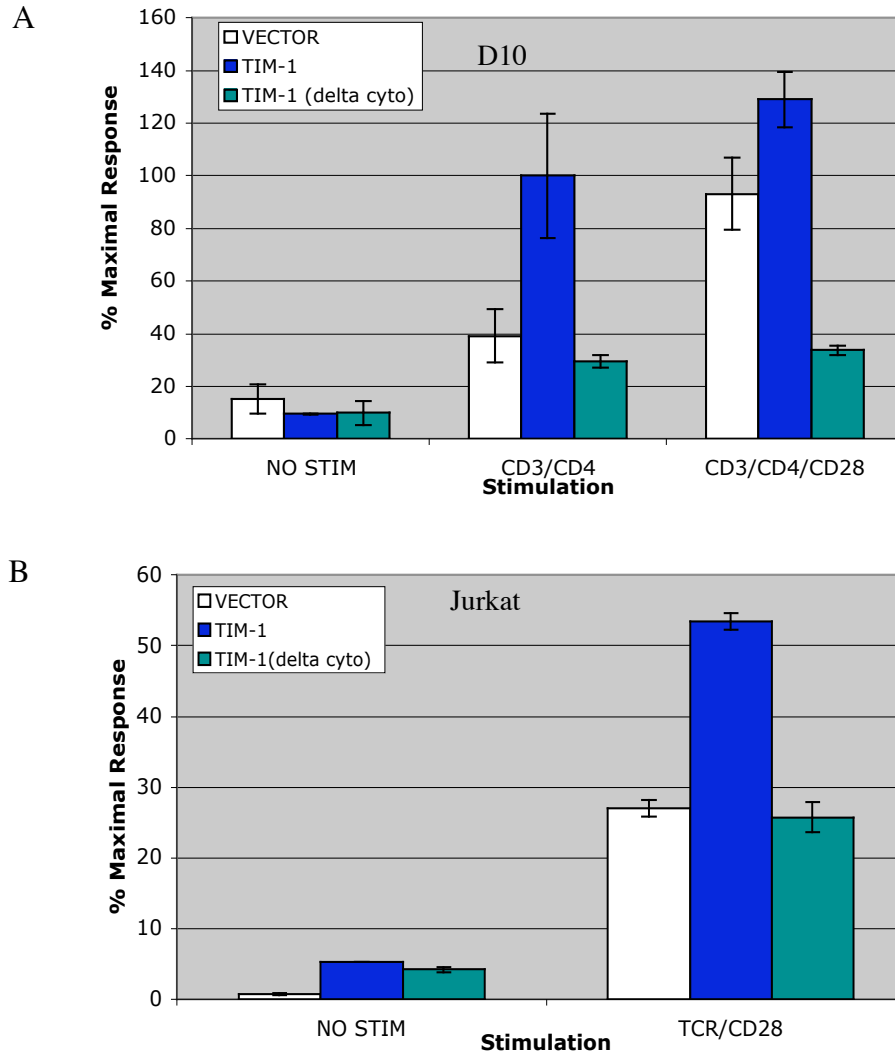 A
160
140
120
100
80
60
40
20
0
% Maximal Response
VECTOR
TIM-1
TIM-1 (delta cyto)
D10
NO STIM
CD3/CD4
CD3/CD4/CD28
Stimulation
B
60
50
40
30
20
10
0
% Maximal Response
VECTOR
TIM-1
TIM-1(delta cyto)
Jurkat
NO STIM
TCR/CD28
Stimulation